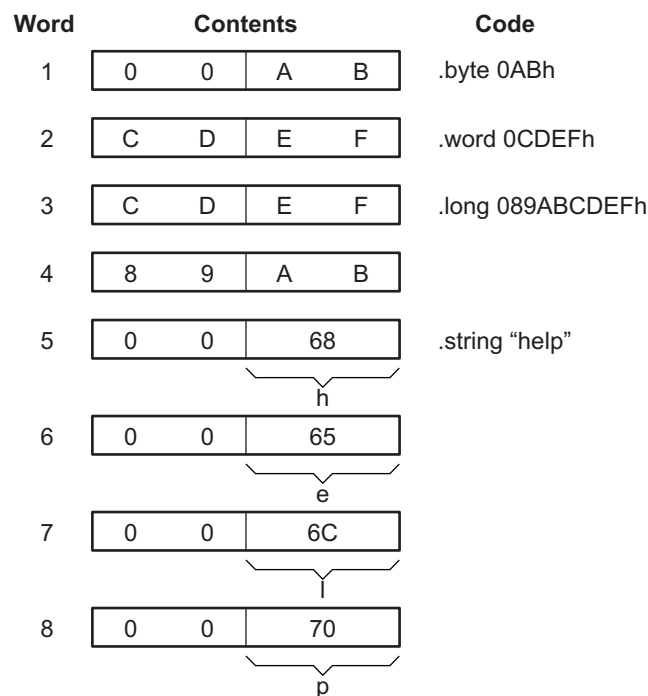 Word Contents Code
1 0 0 A B .byte 0ABh
2 C D E F .word 0CDEFh
3 C D E F .long 089ABCDEFh
4 8 9 A B
5 0 0 68 .string “help”
h
6 0 0 65
e
7 0 0 6C
l
8 0 0 70
p